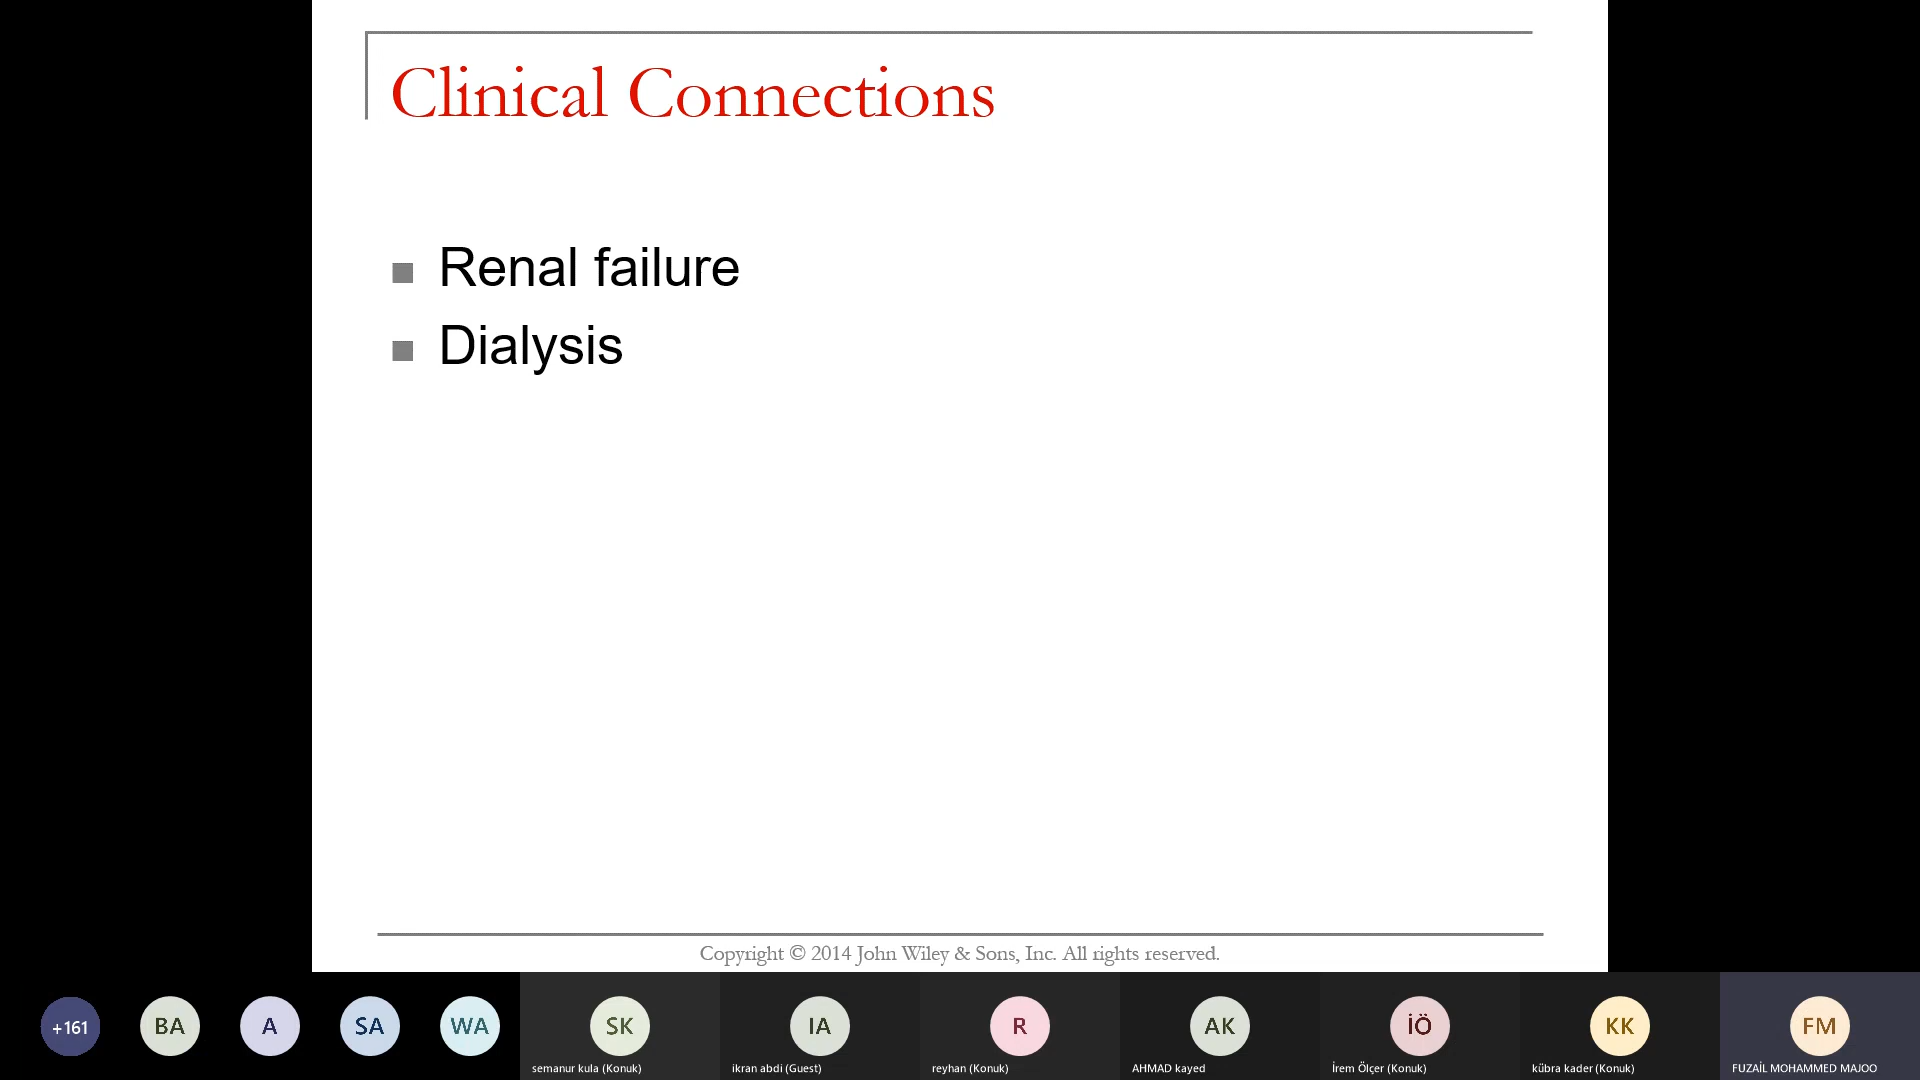 Clinical Connections
Renal failure
Dialysis
Copyright © 2014 John Wiley & Sons, Inc. All rights reserved.
+161 BA A SA WA SK IA R AK İÖ KK FM
semanur kula (Konuk) ikran abdi (Guest) reyhan (Konuk) AHMAD kayed İrem Ölçer (Konuk) kübra kader (Konuk) FUZAİL MOHAMMED MAJOO